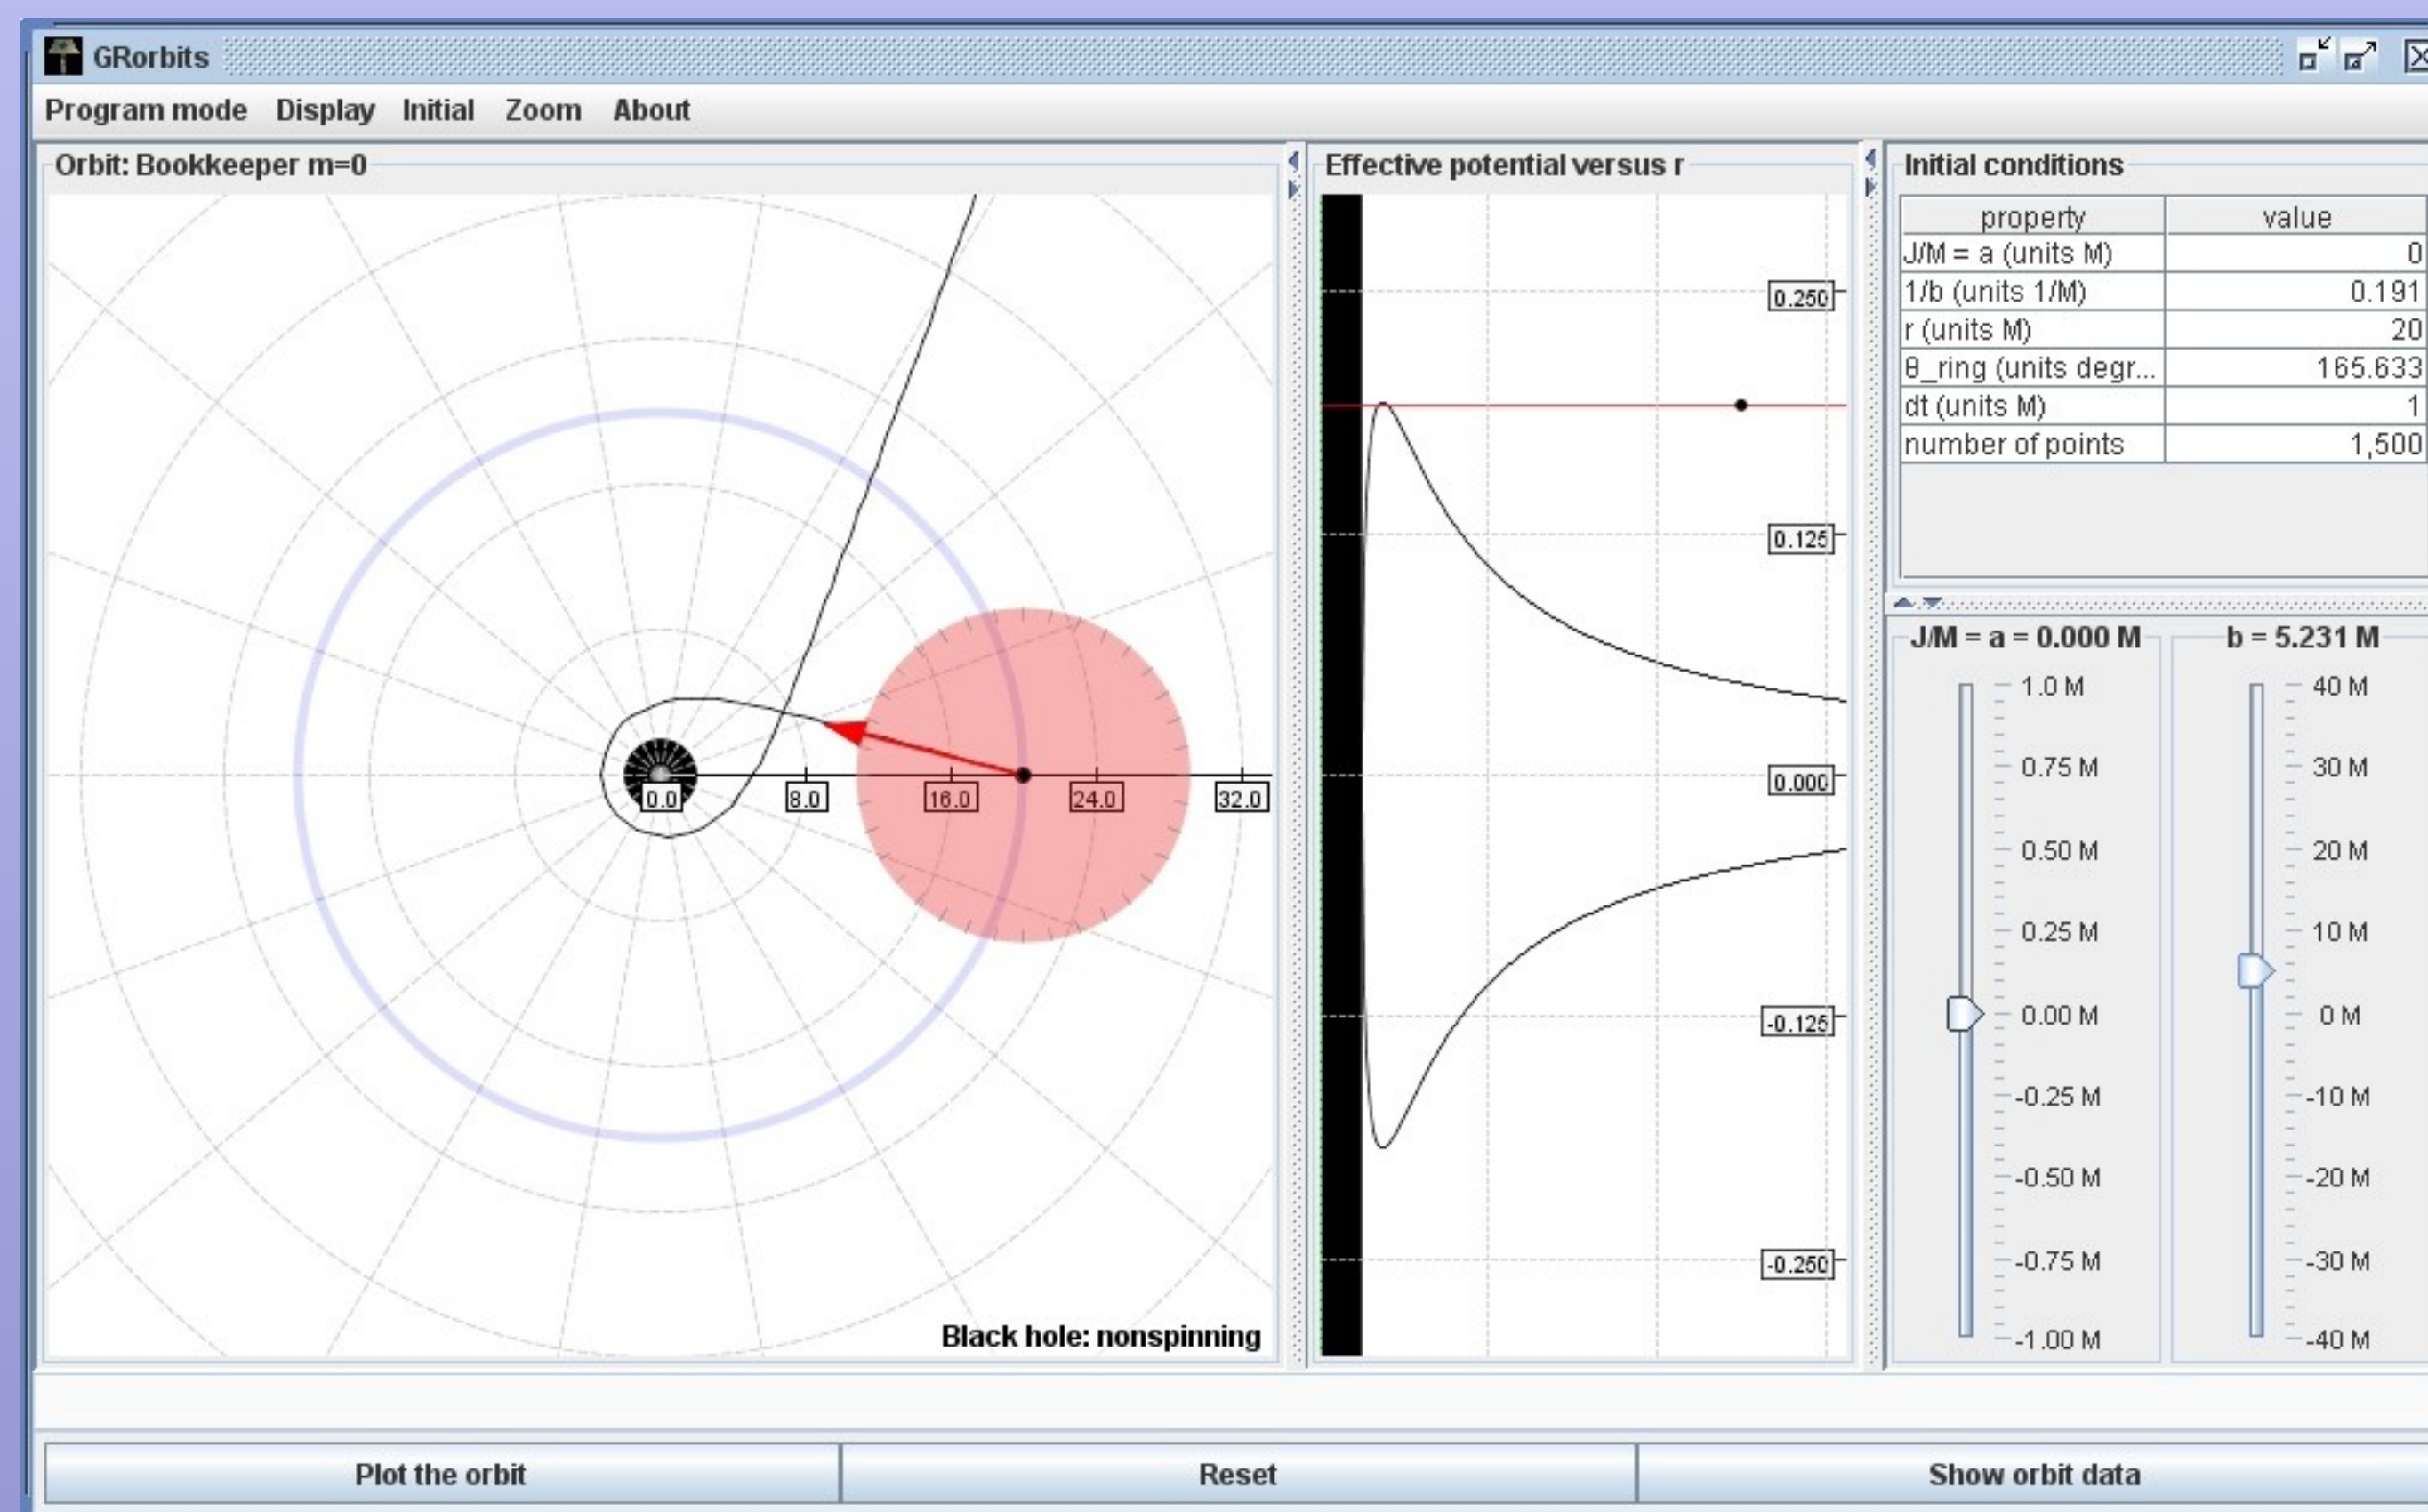 GRorbits
Program mode Display Initial Zoom About
Orbit: Bookkeeper m=0
0.0
8.0
16.0
24.0
32.0
Black hole: nonspinning
Effective potential versus r
0.250
0.125
0.000
-0.125
-0.250
Initial conditions
property value
J/M = a (units M) 0
1/b (units 1/M) 0.191
r (units M) 20
θ_ring (units degr... 165.633
dt (units M) 1
number of points 1,500
J/M = a = 0.000 M
1.0 M
0.75 M
0.50 M
0.25 M
0.00 M
-0.25 M
-0.50 M
-0.75 M
-1.00 M
b = 5.231 M
40 M
30 M
20 M
10 M
0 M
-10 M
-20 M
-30 M
-40 M
Plot the orbit Reset Show orbit data